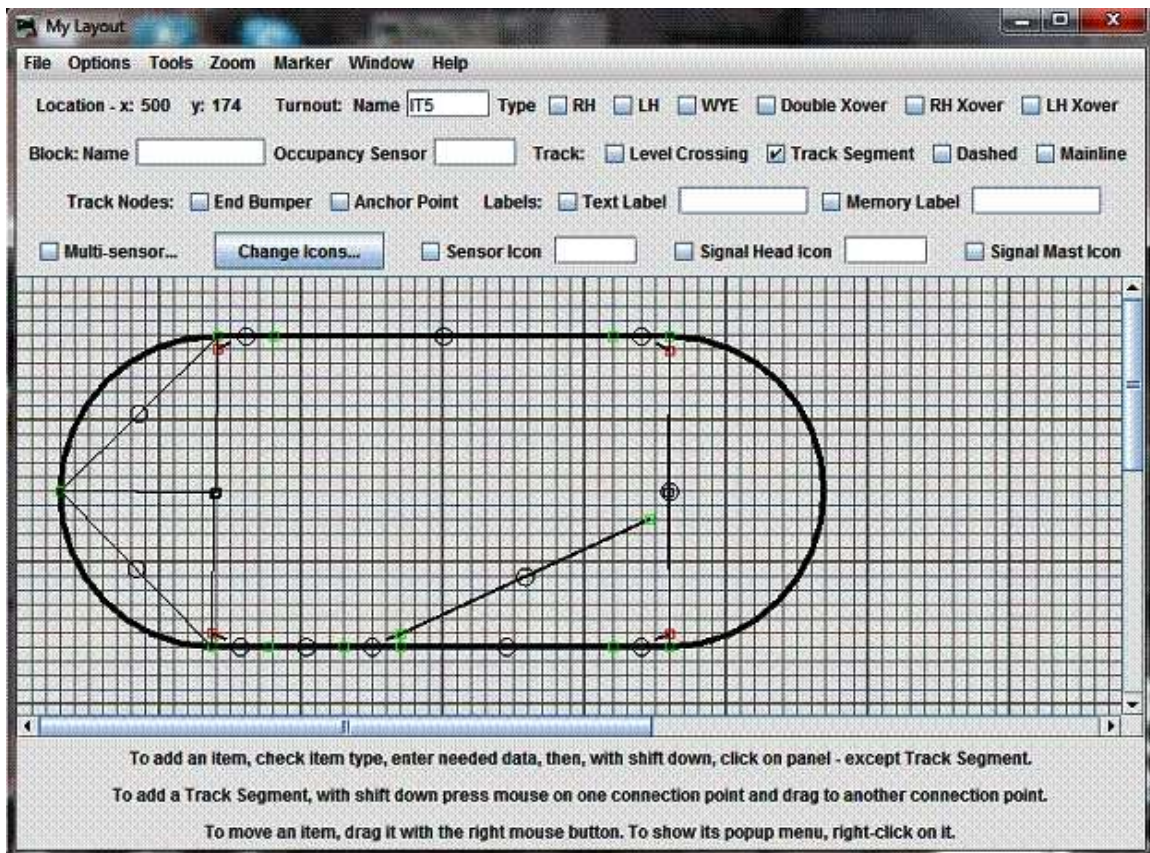 My Layout
File Options Tools Zoom Marker Window Help
Location - x: 500 y: 174 Turnout: Name IT5 Type RH LH WYE Double Xover RH Xover LH Xover
Block: Name Occupancy Sensor Track: Level Crossing Track Segment Dashed Mainline
Track Nodes: End Bumper Anchor Point Labels: Text Label Memory Label
Multi-sensor... Change Icons... Sensor Icon Signal Head Icon Signal Mast Icon
To add an item, check item type, enter needed data, then, with shift down, click on panel - except Track Segment.
To add a Track Segment, with shift down press mouse on one connection point and drag to another connection point.
To move an item, drag it with the right mouse button. To show its popup menu, right-click on it.